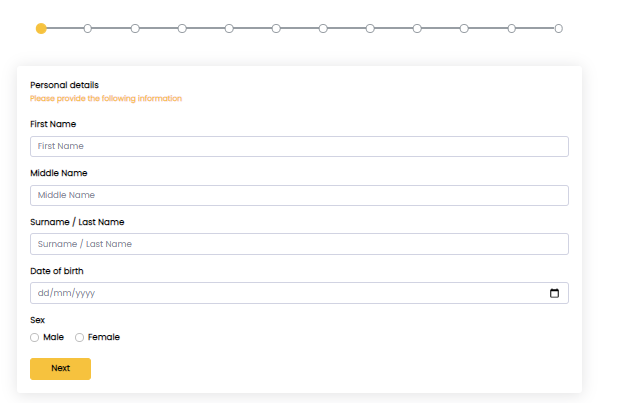 Personal details
Please provide the following information
First Name
First Name
Middle Name
Middle Name
Surname / Last Name
Surname / Last Name
Date of birth
dd/mm/yyyy
Sex
Male Female
Next